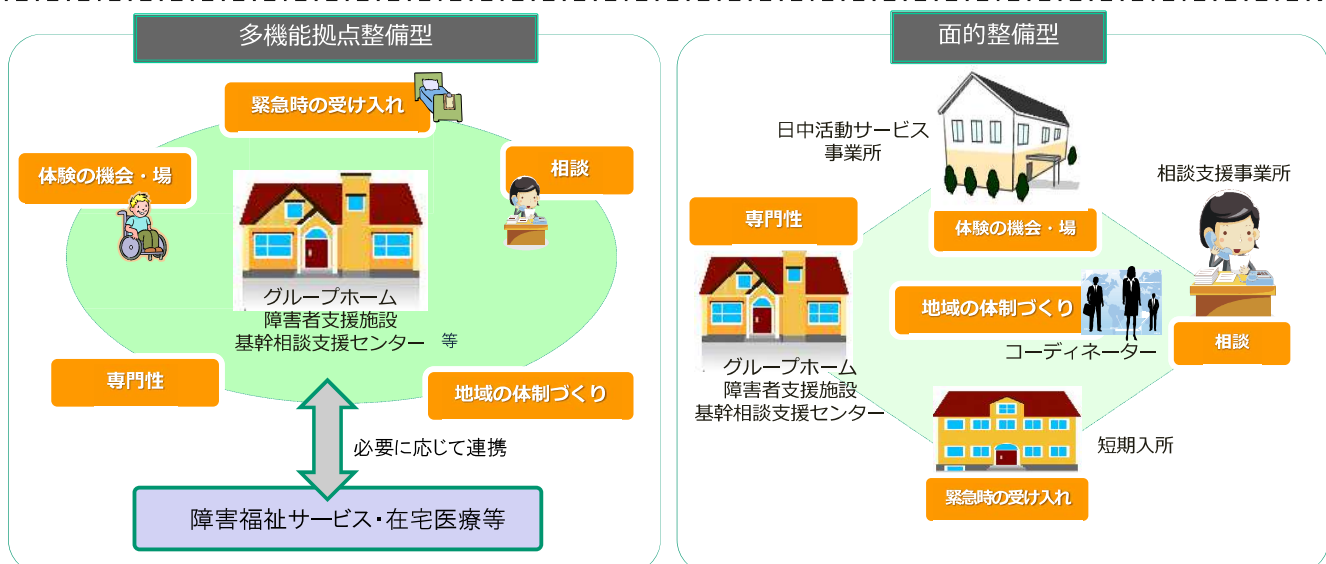 多機能拠点整備型
緊急時の受け入れ
体験の機会・場
相談
グループホーム
障害者支援施設
基幹相談支援センター 等
専門性
地域の体制づくり
必要に応じて連携
障害福祉サービス・在宅医療等
面的整備型
日中活動サービス
事業所
体験の機会・場
相談支援事業所
専門性
地域の体制づくり
コーディネーター
相談
グループホーム
障害者支援施設
基幹相談支援センター
短期入所
緊急時の受け入れ